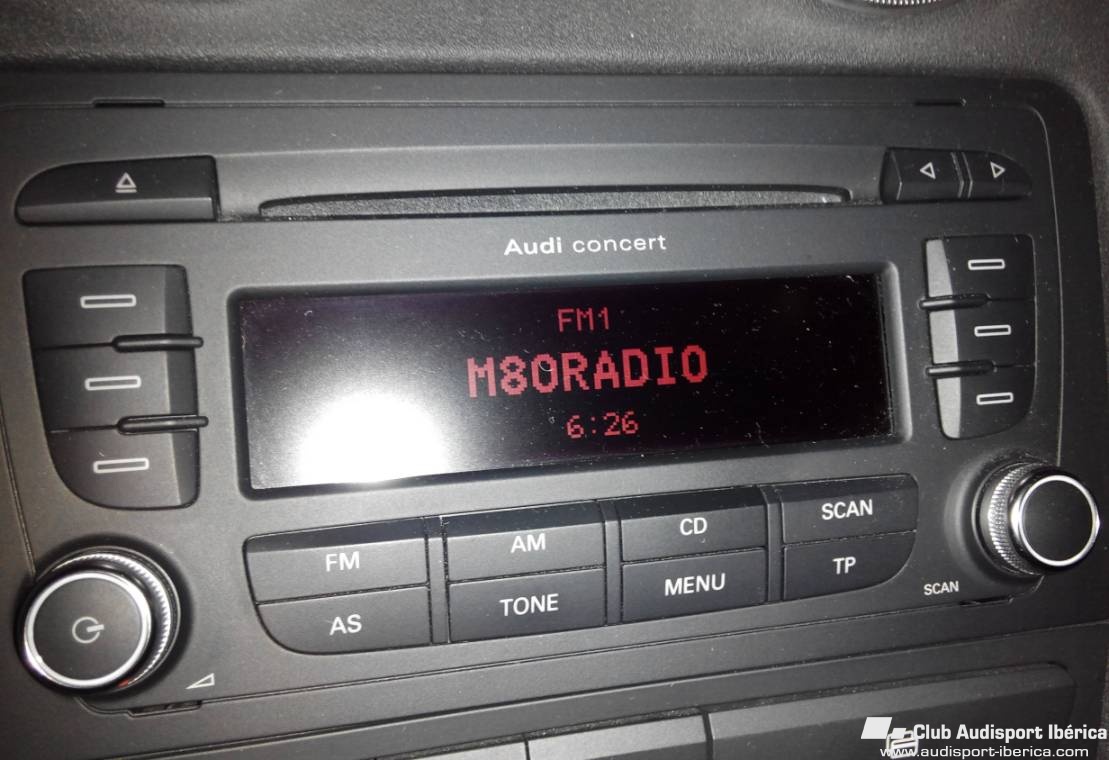 Audi concert
FM1
M80RADIO
6:26
FM
AM
CD
SCAN
AS
TONE
MENU
TP
SCAN
Club Audisport Ibérica
www.audisport-iberica.com